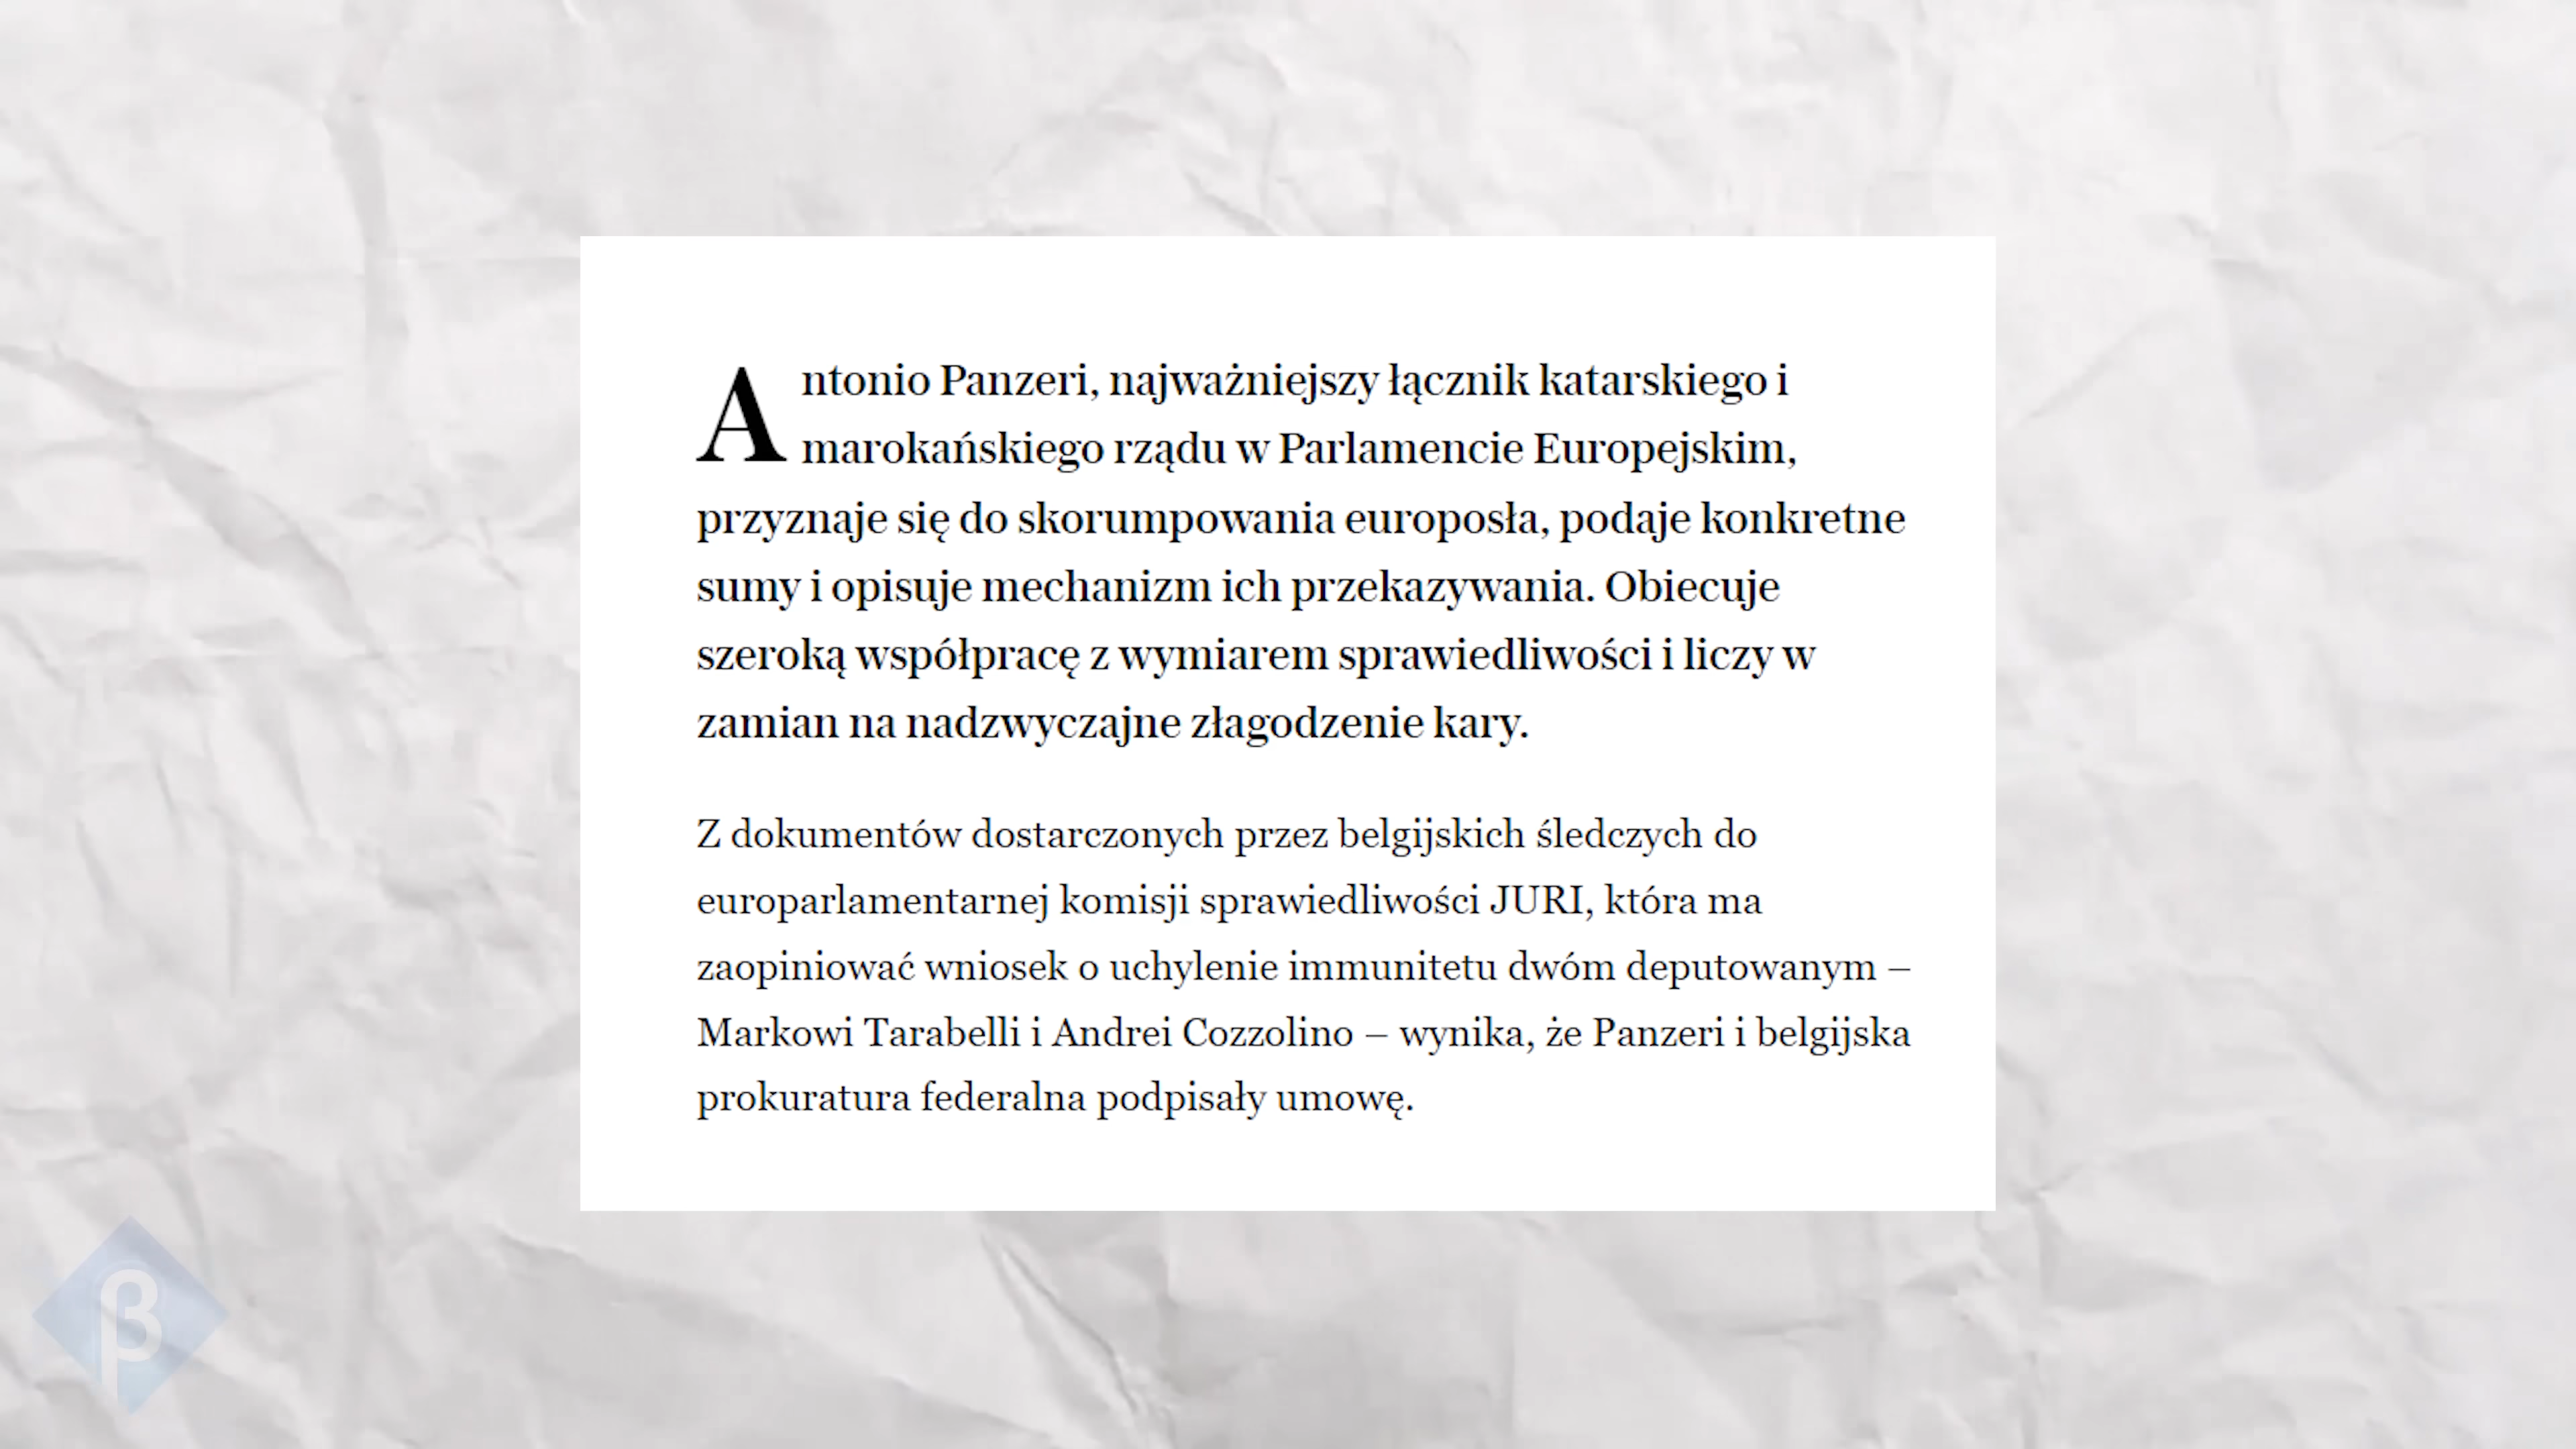 Antonio Panzeri, najważniejszy łącznik katarskiego i
marokańskiego rządu w Parlamencie Europejskim,
przyznaje się do skorumpowania europosła, podaje konkretne
sumy i opisuje mechanizm ich przekazywania. Obiecuje
szeroką współpracę z wymiarem sprawiedliwości i liczy w
zamian na nadzwyczajne złagodzenie kary.
Z dokumentów dostarczonych przez belgijskich śledczych do
europarlamentarnej komisji sprawiedliwości JURI, która ma
zaopiniować wniosek o uchylenie immunitetu dwóm deputowanym –
Markowi Tarabelli i Andrei Cozzolino – wynika, że Panzeri i belgijska
prokuratura federalna podpisały umowę.
β